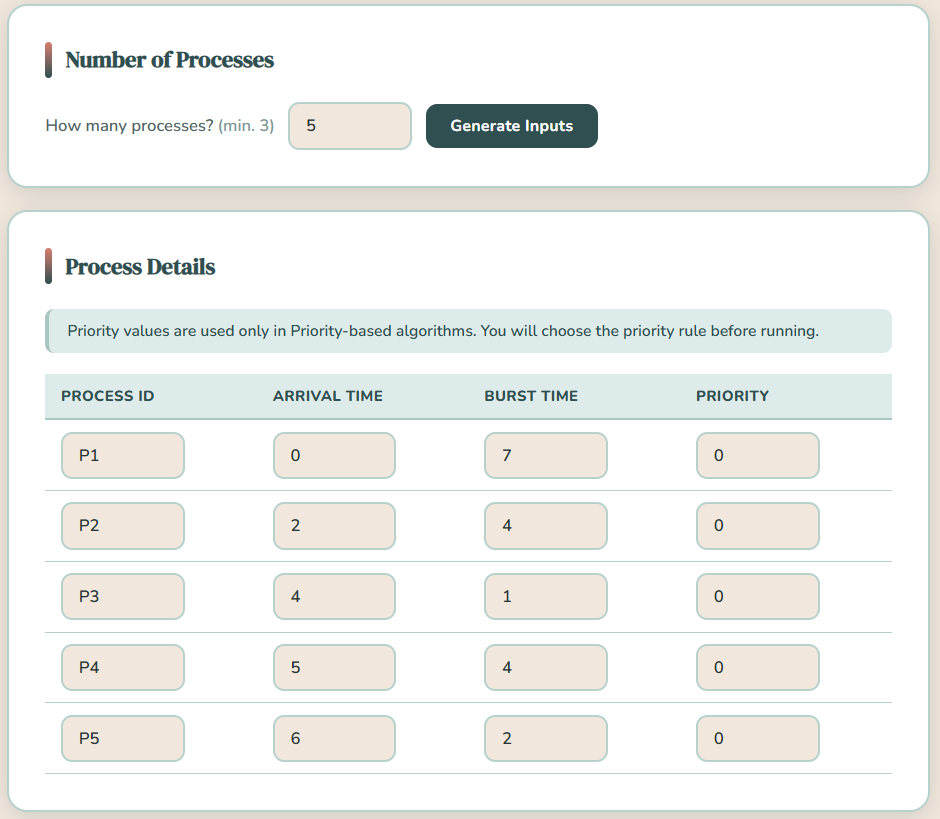 Number of Processes
How many processes? (min. 3) 5 Generate Inputs
Process Details
Priority values are used only in Priority-based algorithms. You will choose the priority rule before running.
PROCESS ID ARRIVAL TIME BURST TIME PRIORITY
P1 0 7 0
P2 2 4 0
P3 4 1 0
P4 5 4 0
P5 6 2 0